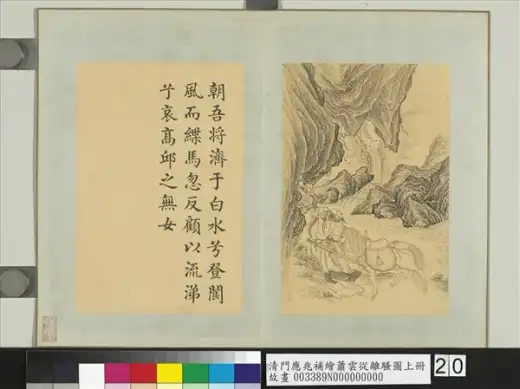 朝吾将濟于白水兮登閬
風而緤馬忽反顧以流涕
兮哀髙邱之無女
清門應兆補繪蕭雲從離騷圖上冊
故畫 003389N000000000
20